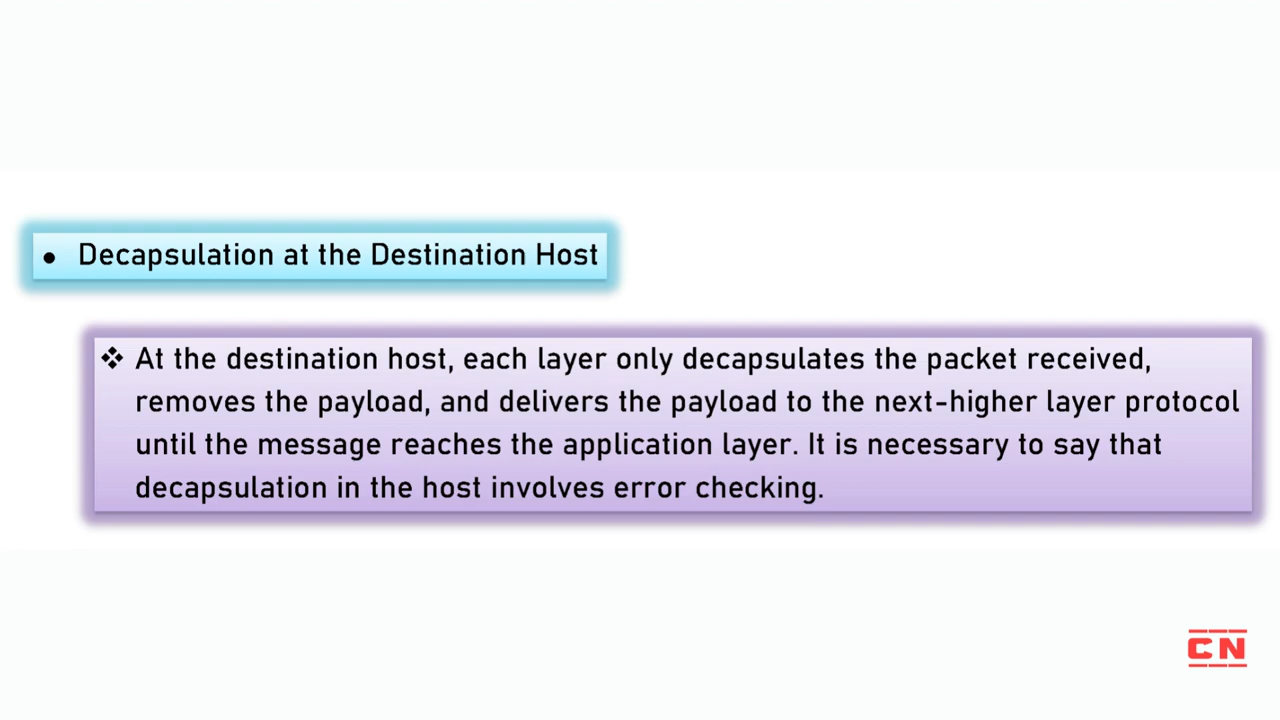 • Decapsulation at the Destination Host
❖ At the destination host, each layer only decapsulates the packet received,
removes the payload, and delivers the payload to the next-higher layer protocol
until the message reaches the application layer. It is necessary to say that
decapsulation in the host involves error checking.
CN